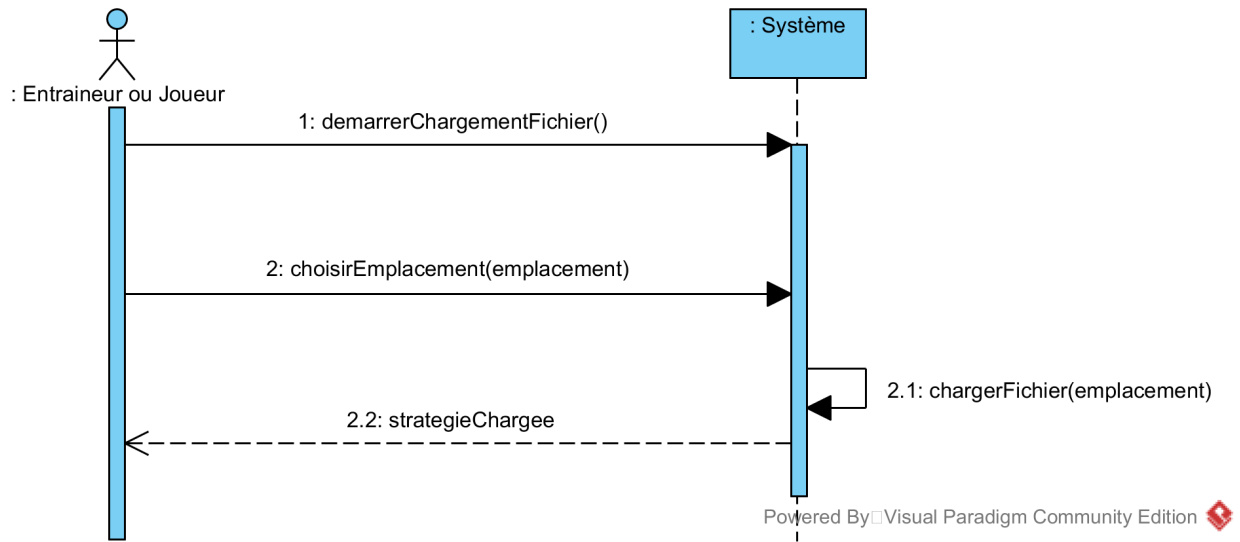 : Système
: Entraineur ou Joueur
1: demarrerChargementFichier()
2: choisirEmplacement(emplacement)
2.1: chargerFichier(emplacement)
2.2: strategieChargee
Powered By Visual Paradigm Community Edition